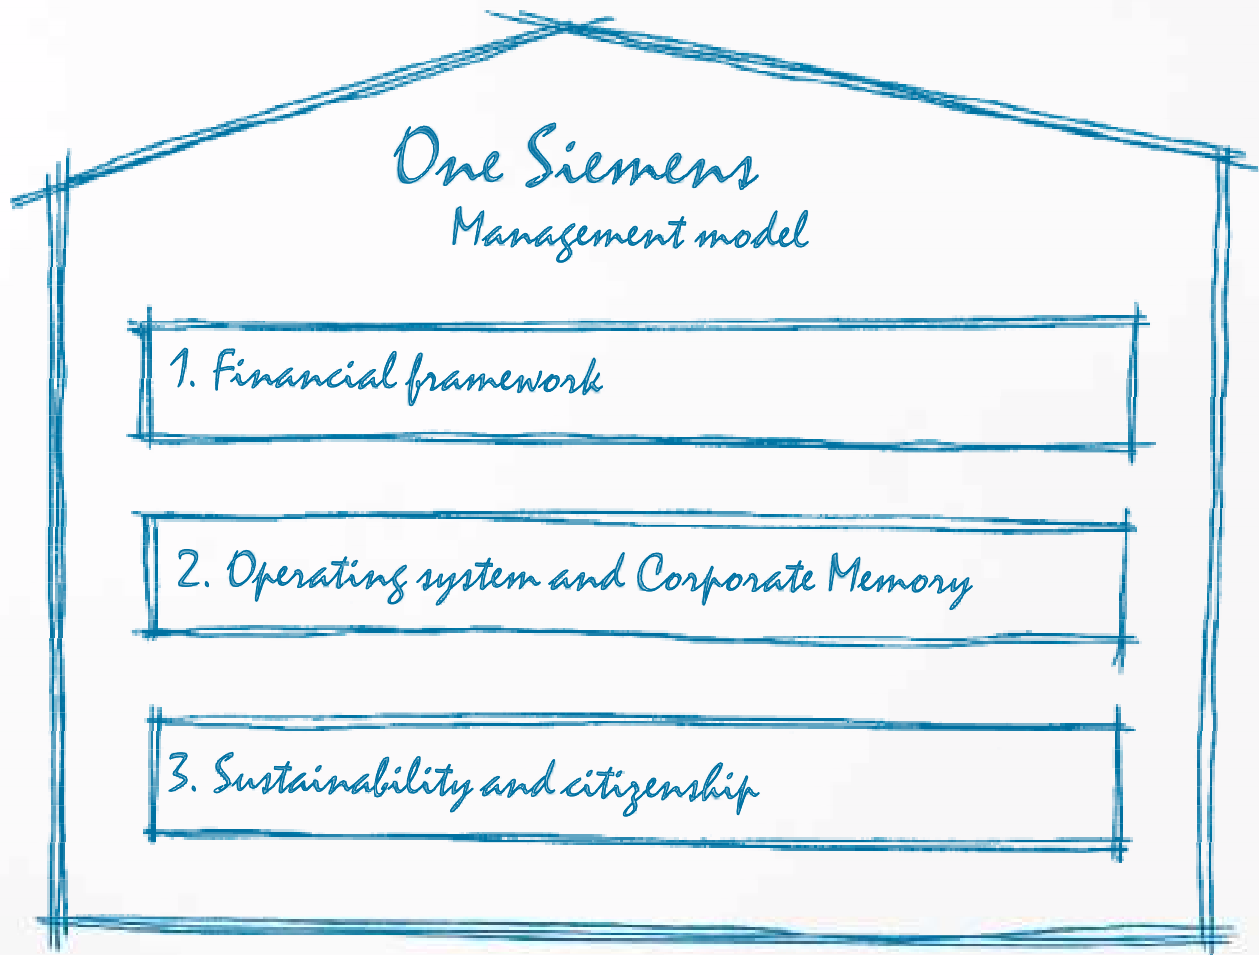 One Siemens
Management model
1. Financial framework
2. Operating system and Corporate Memory
3. Sustainability and citizenship